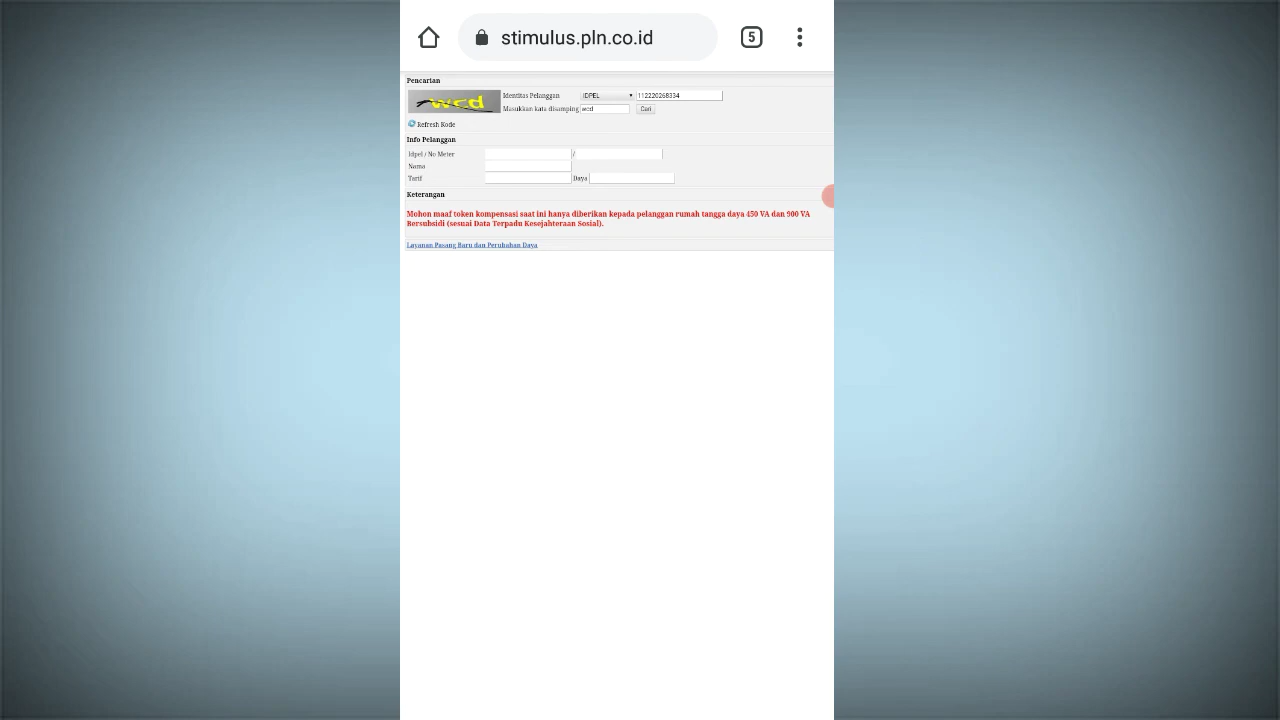 stimulus.pln.co.id
5
Pencarian
wcd
Identitas Pelanggan IDPEL 112220268334
Masukkan kata disamping wcd Cari
Refresh Kode
Info Pelanggan
Idpel / No Meter /
Nama
Tarif Daya
Keterangan
Mohon maaf token kompensasi saat ini hanya diberikan kepada pelanggan rumah tangga daya 450 VA dan 900 VA
Bersubsidi (sesuai Data Terpadu Kesejahteraan Sosial).
Layanan Pasang Baru dan Perubahan Daya